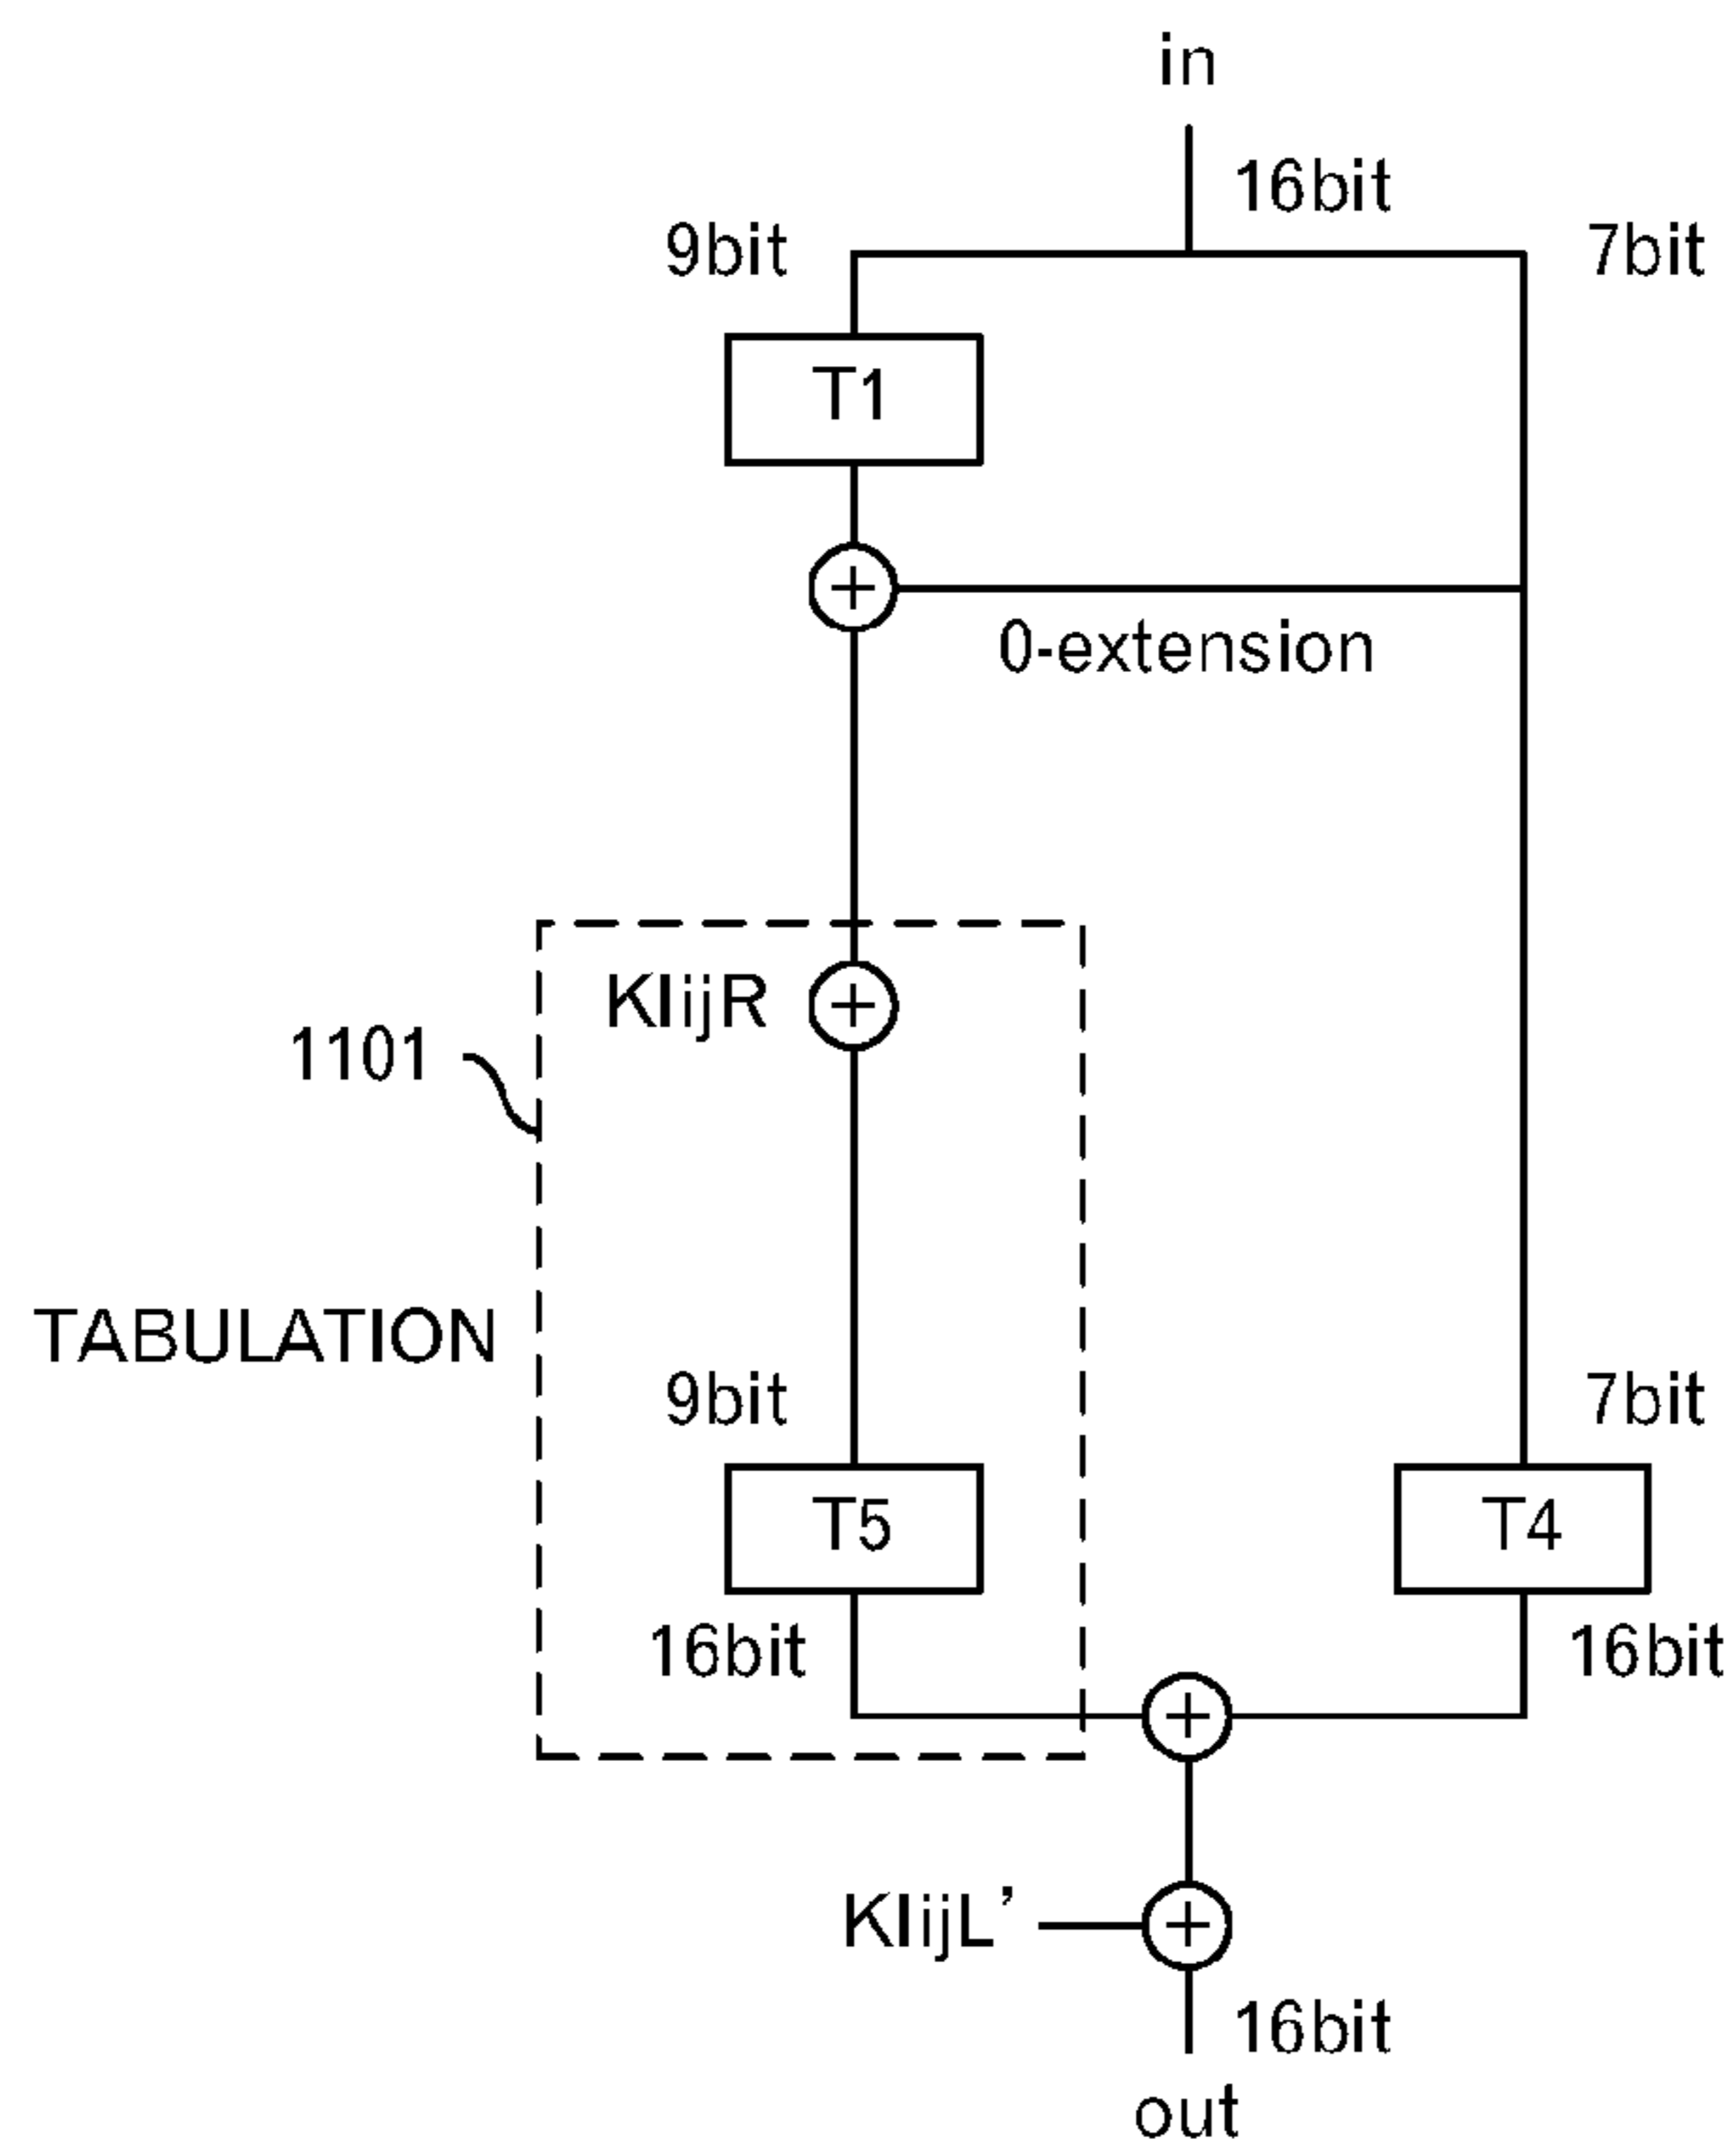 in
16bit
9bit
7bit
T1
0-extension
KIijR
1101
TABULATION
9bit
7bit
T5
T4
16bit
16bit
KIijL’
16bit
out